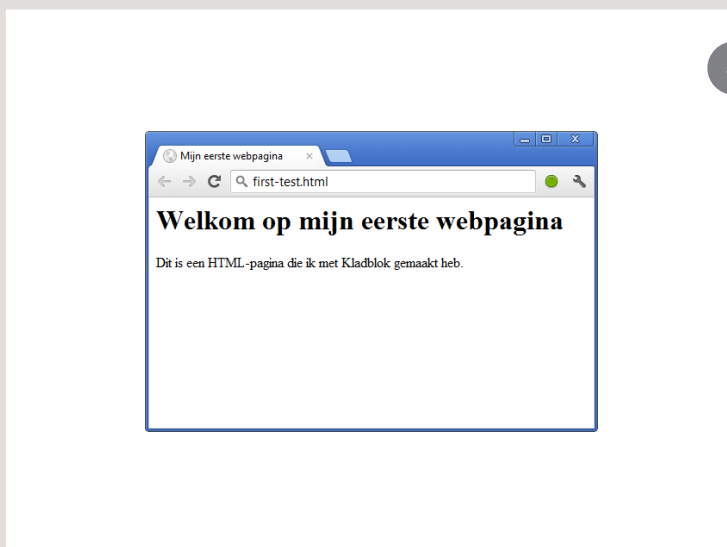 Mijn eerste webpagina
first-test.html
Welkom op mijn eerste webpagina
Dit is een HTML-pagina die ik met Kladblok gemaakt heb.